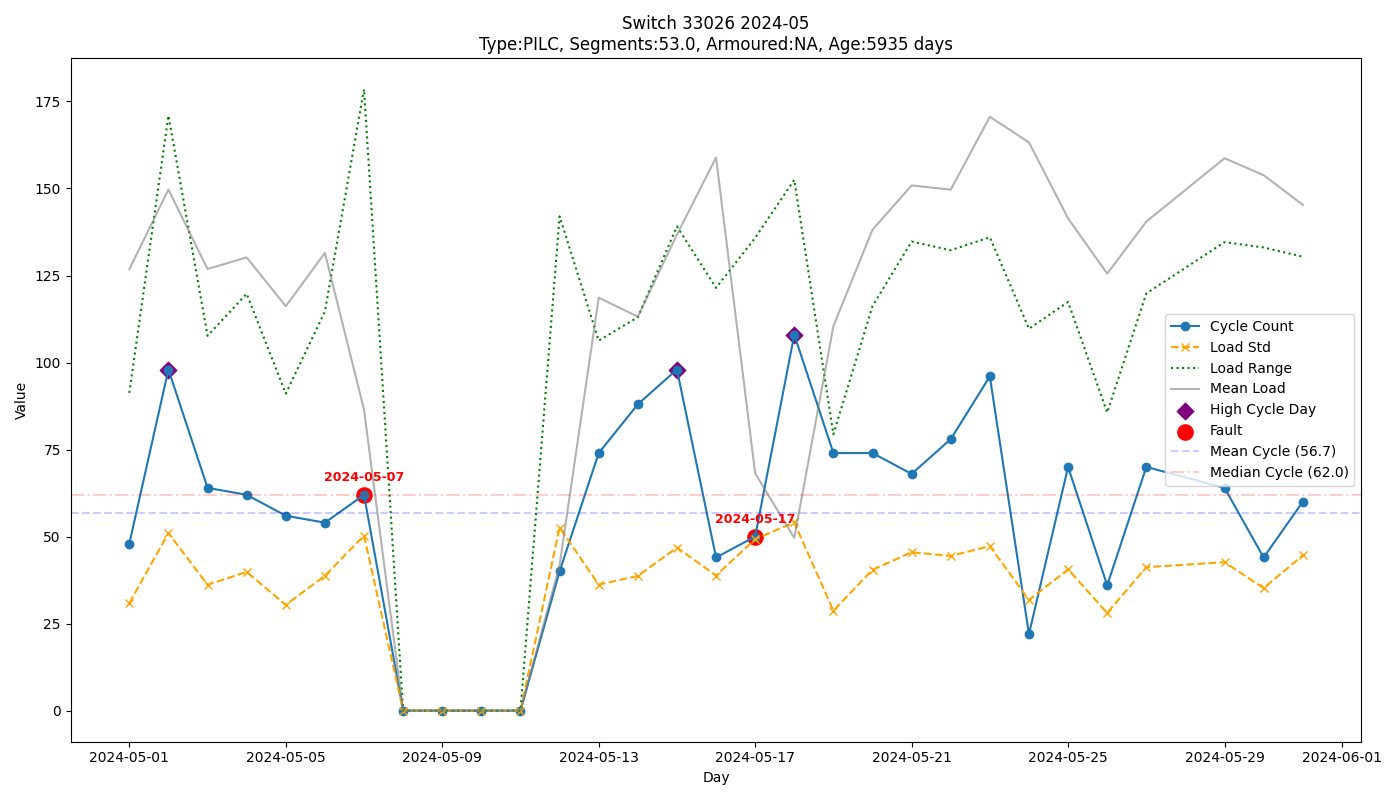 Switch 33026 2024-05
Type:PILC, Segments:53.0, Armoured:NA, Age:5935 days
Value
175
150
125
100
75
50
25
0
2024-05-07
2024-05-17
Cycle Count
Load Std
Load Range
Mean Load
High Cycle Day
Fault
Mean Cycle (56.7)
Median Cycle (62.0)
2024-05-01
2024-05-05
2024-05-09
2024-05-13
2024-05-17
2024-05-21
2024-05-25
2024-05-29
2024-06-01
Day